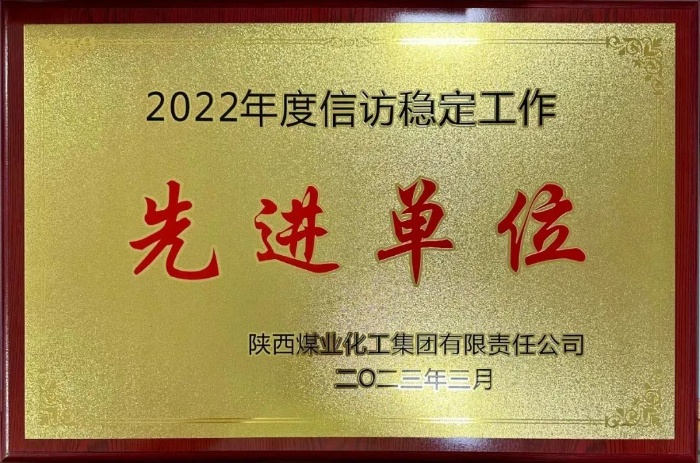 2022年度信访稳定工作
先进单位
陕西煤业化工集团有限责任公司
二〇二三年三月